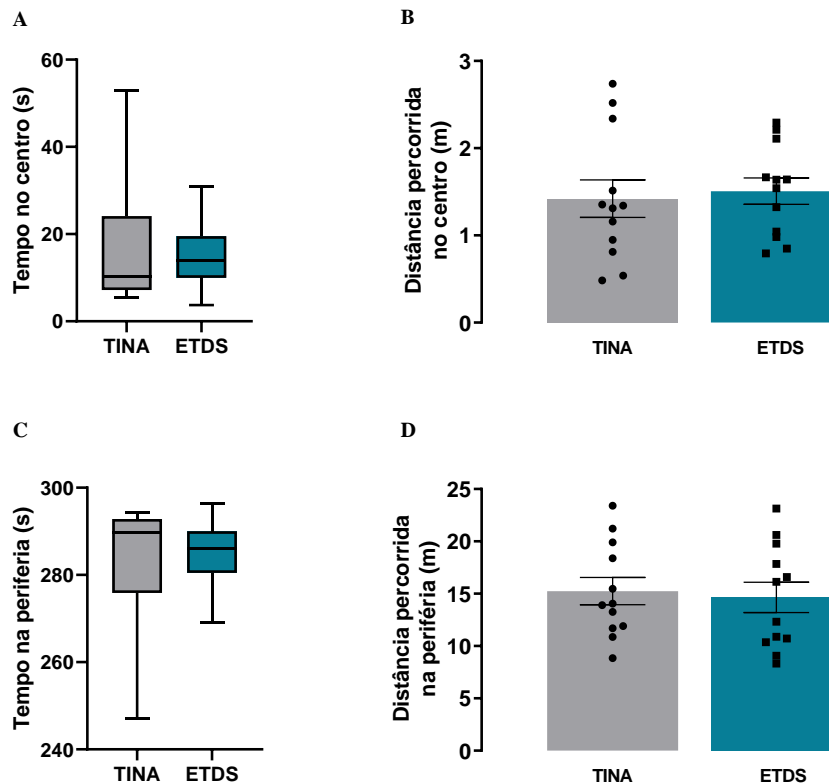 A
Tempo no centro (s)
60
40
20
0
TINA
ETDS
B
Distância percorrida
no centro (m)
3
2
1
0
TINA
ETDS
C
Tempo na periferia (s)
300
280
260
240
TINA
ETDS
D
Distância percorrida
na periféria (m)
25
20
15
10
5
0
TINA
ETDS